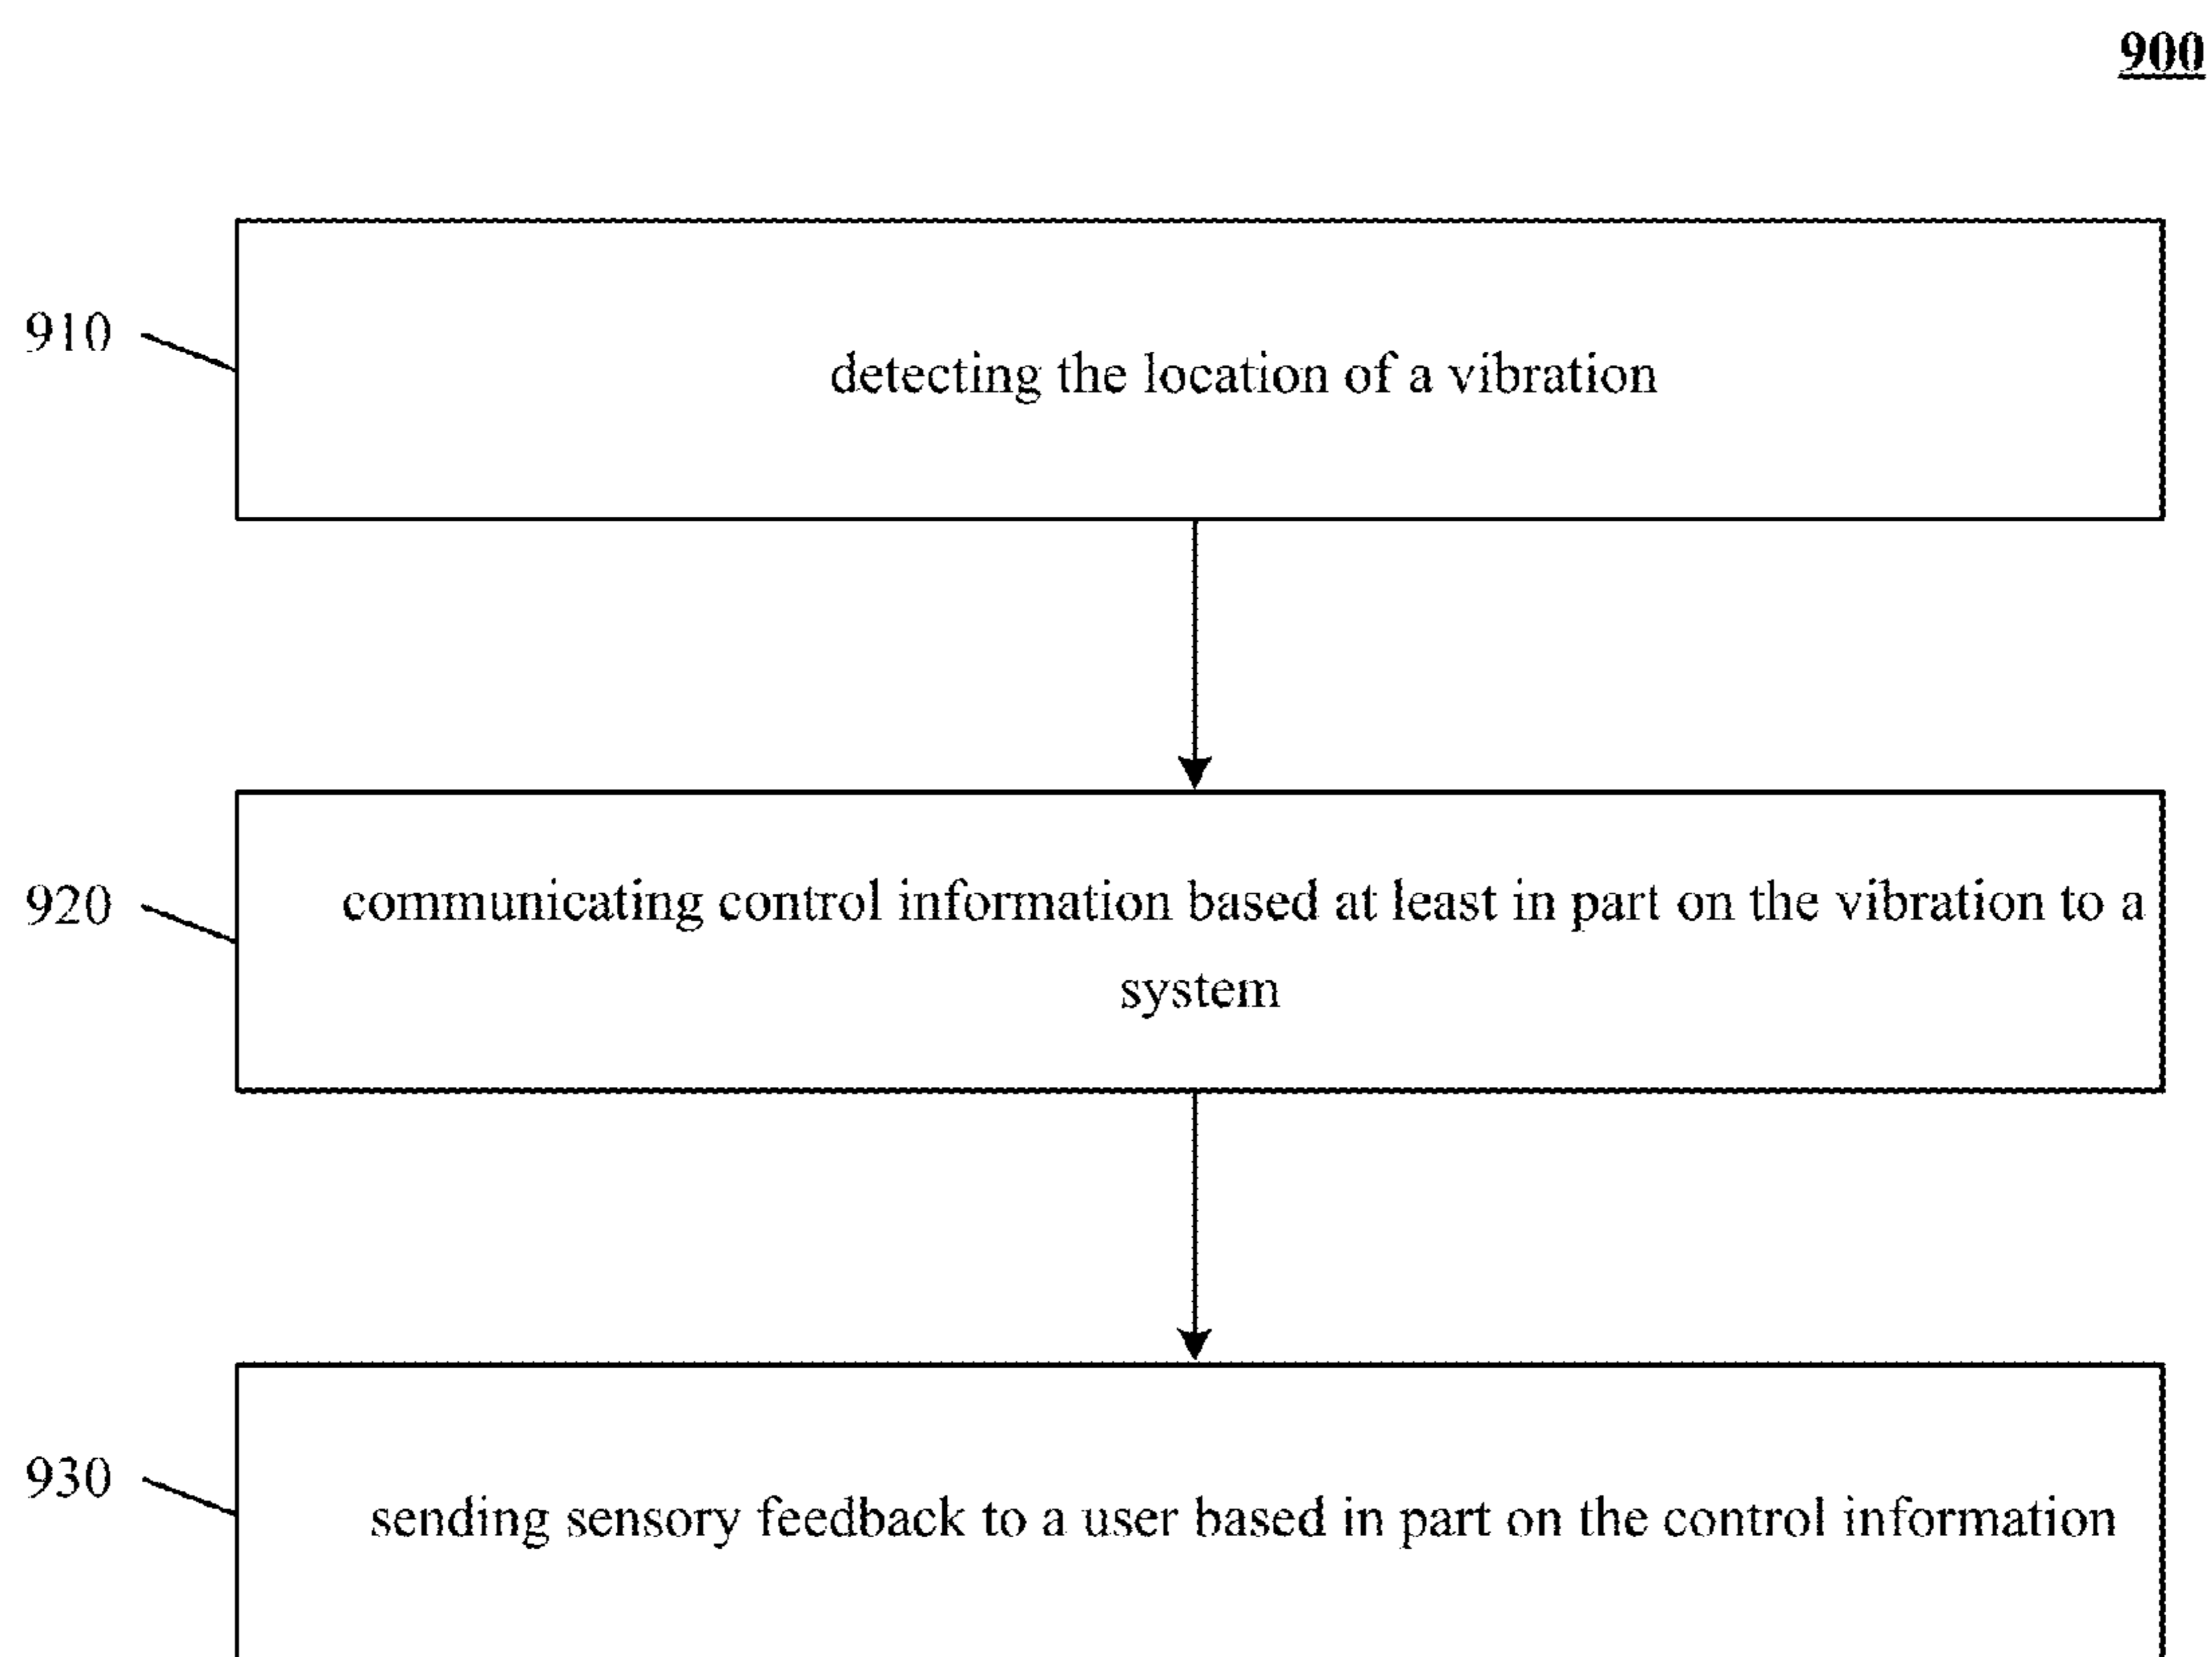 900
910
detecting the location of a vibration
920
communicating control information based at least in part on the vibration to a
system
930
sending sensory feedback to a user based in part on the control information